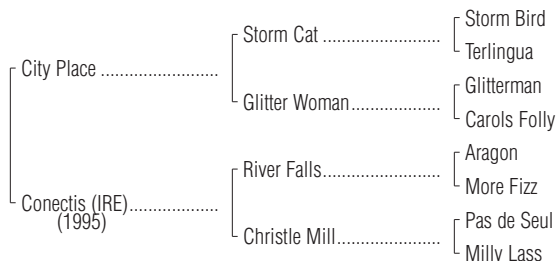 Storm Bird
Storm Cat ........................
Terlingua
City Place ................................
Glitterman
Glitter Woman........................
Carols Folly
Aragon
River Falls...............................
More Fizz
Conectis (IRE)........................
(1995)
Pas de Seul
Christle Mill...........................
Milly Lass